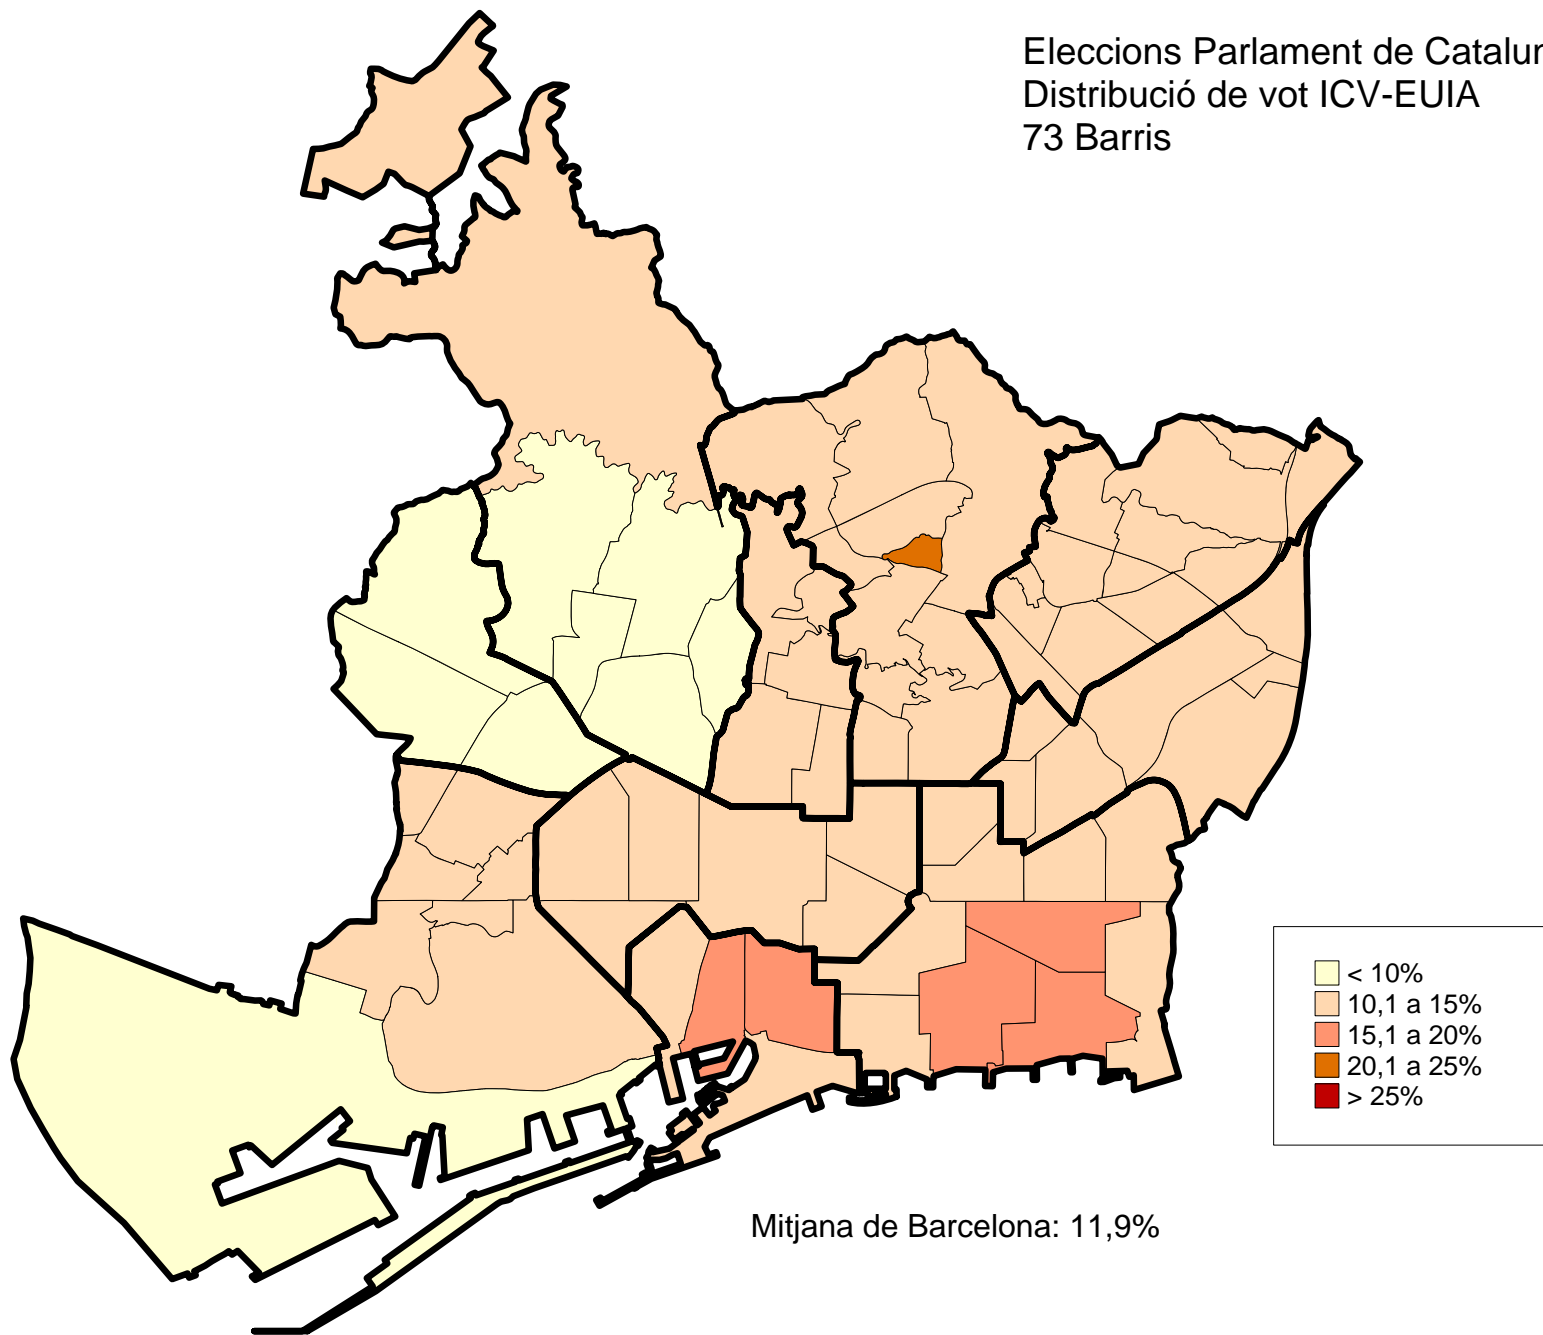 Eleccions Parlament de Catalun
Distribució de vot ICV-EUIA
73 Barris
< 10%
10,1 a 15%
15,1 a 20%
20,1 a 25%
> 25%
Mitjana de Barcelona: 11,9%